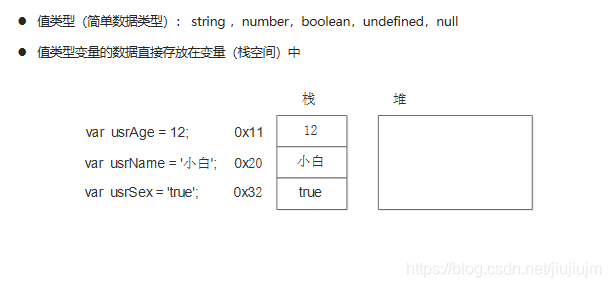 ● 值类型（简单数据类型）: string ，number，boolean，undefined，null
● 值类型变量的数据直接存放在变量（栈空间）中
栈 堆
var usrAge = 12; 0x11 12
var usrName = '小白'; 0x20 小白
var usrSex = 'true'; 0x32 true
https://blog.csdn.net/jiujiujm